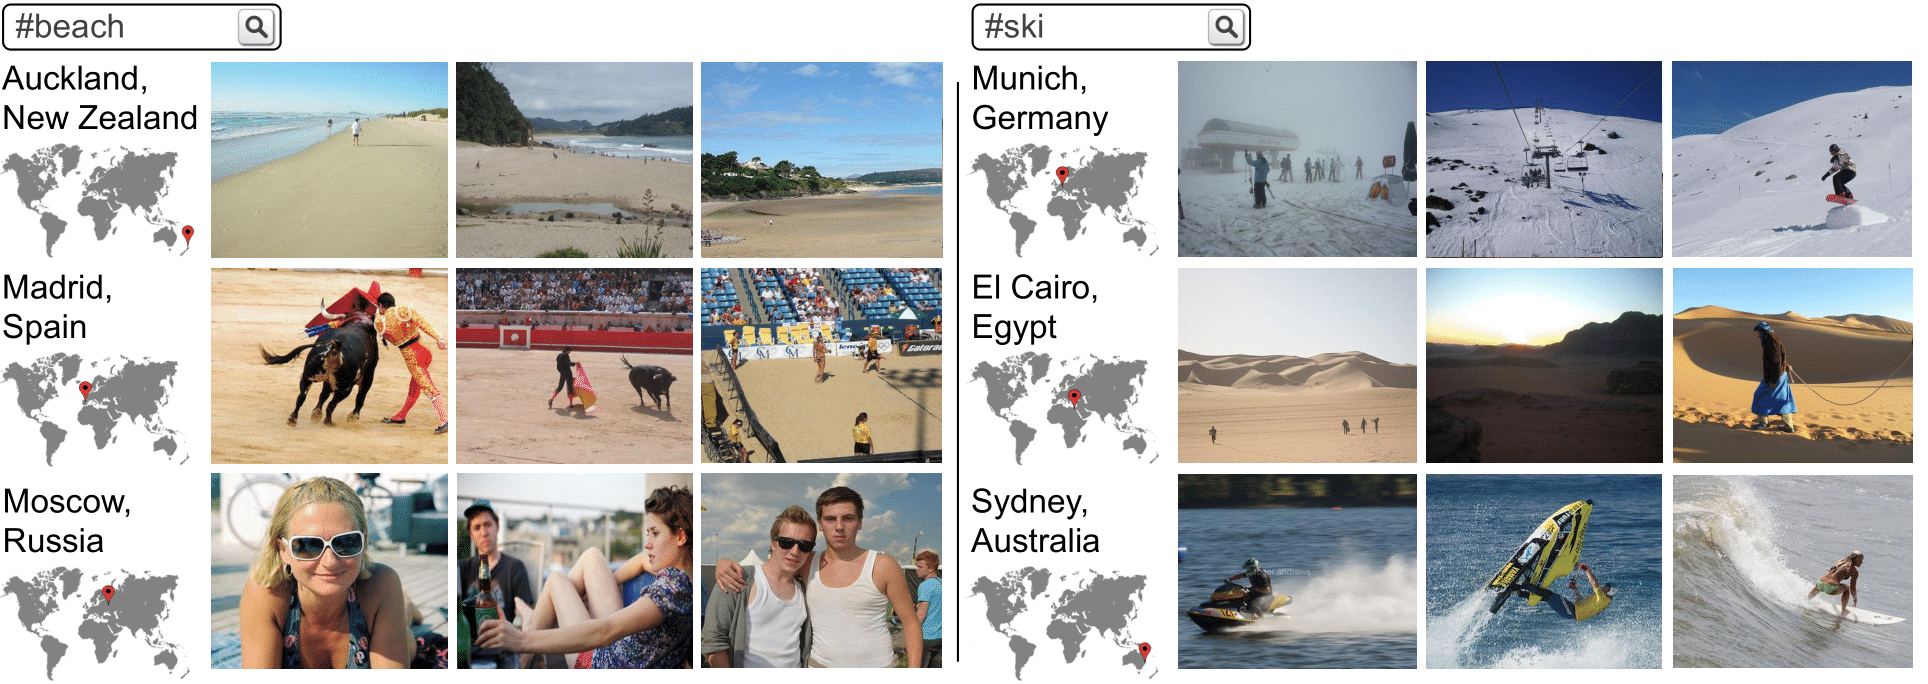 #beach
Auckland,
New Zealand
Madrid,
Spain
Moscow,
Russia
#ski
Munich,
Germany
El Cairo,
Egypt
Sydney,
Australia